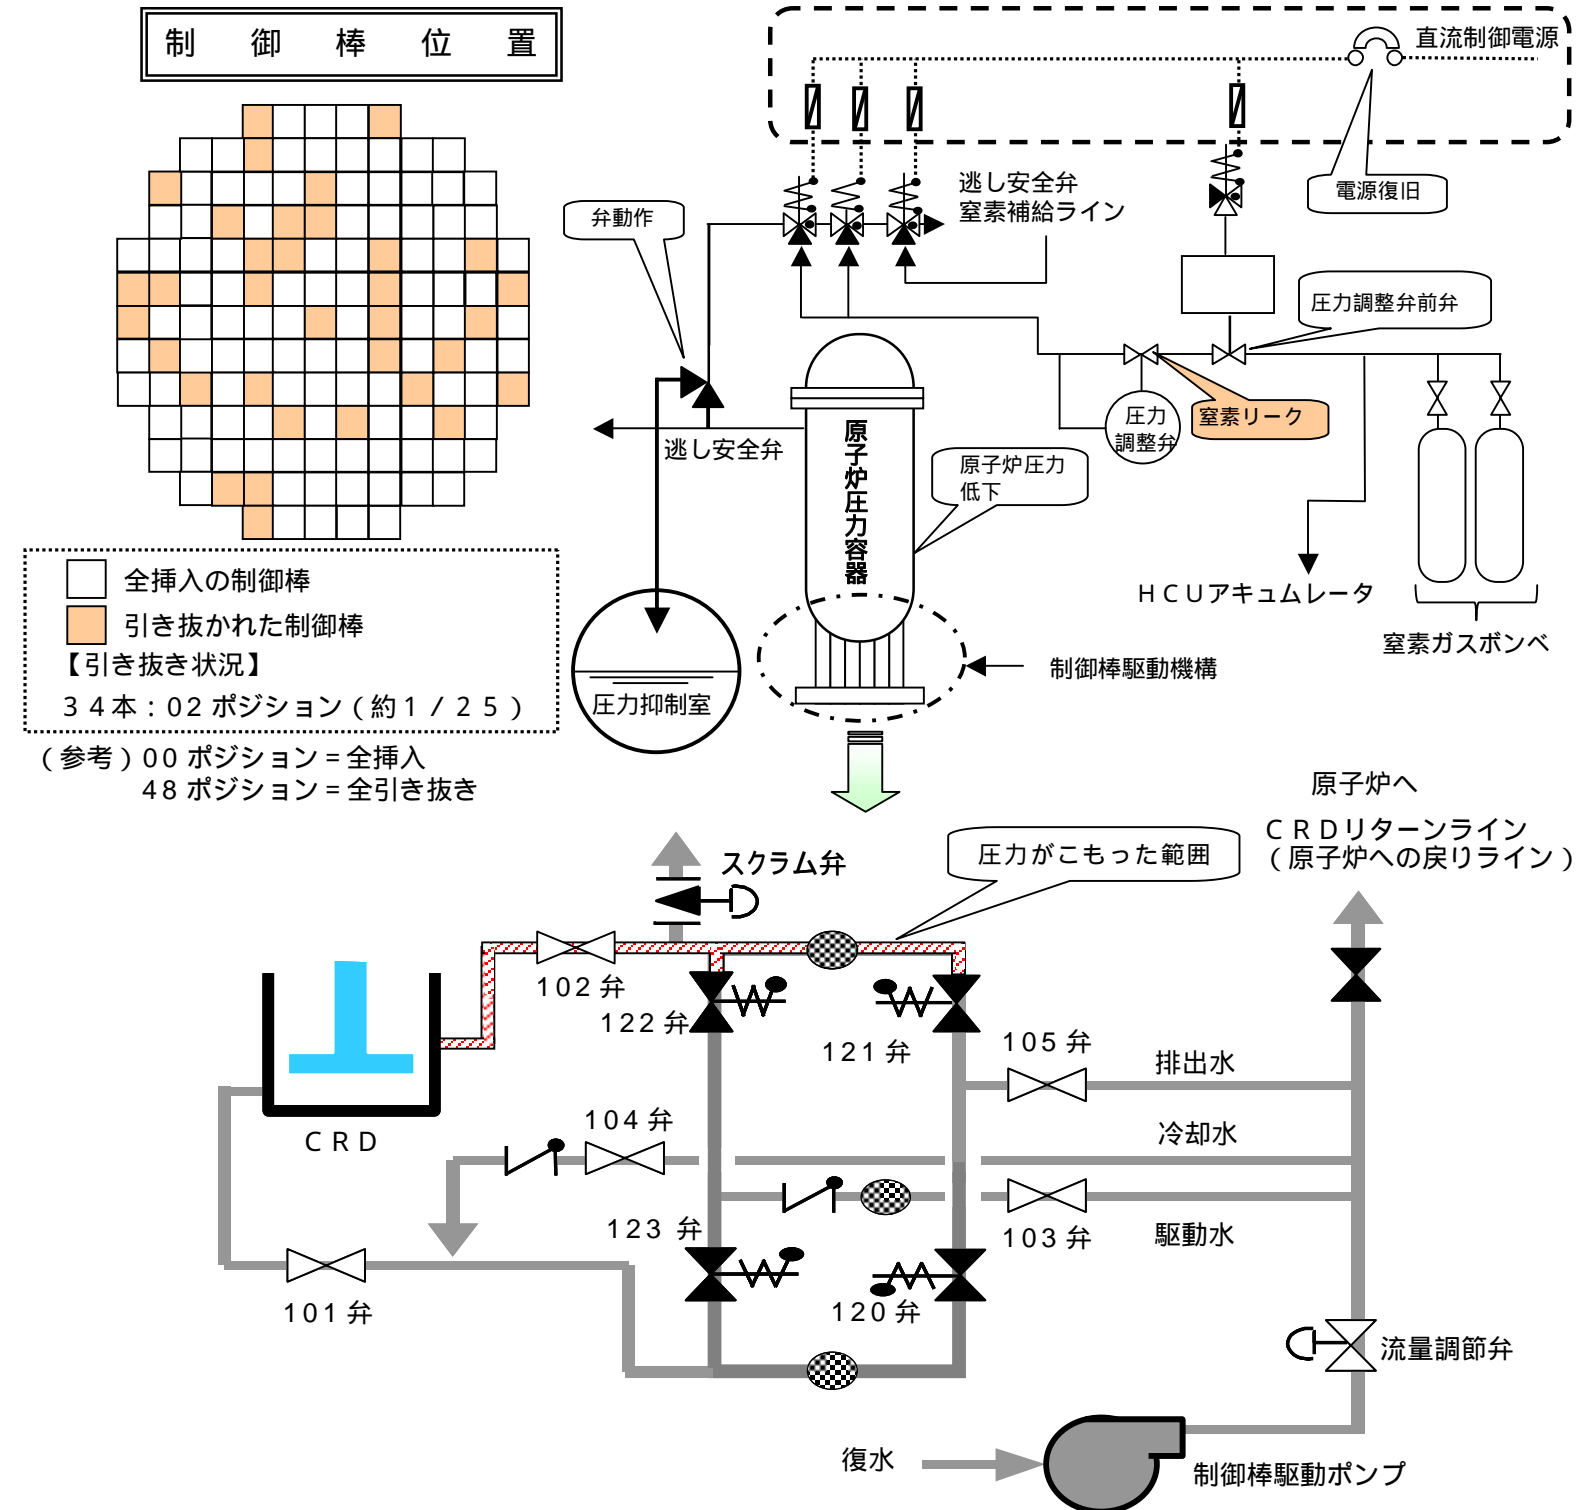 制御棒位置
全挿入の制御棒
引き抜かれた制御棒
【引き抜き状況】
34本：02ポジション（約1／25）
（参考）00ポジション＝全挿入
48ポジション＝全引き抜き
直流制御電源
電源復旧
逃し安全弁
窒素補給ライン
弁動作
圧力調整弁前弁
窒素リーク
圧力
調整弁
逃し安全弁
原子炉圧力容器
原子炉圧力
低下
HCUアキュムレータ
窒素ガスボンベ
制御棒駆動機構
圧力抑制室
原子炉へ
CRDリターンライン
（原子炉への戻りライン）
圧力がこもった範囲
スクラム弁
102弁
122弁
121弁
105弁
排出水
CRD
104弁
冷却水
123弁
103弁
駆動水
101弁
120弁
流量調節弁
復水
制御棒駆動ポンプ